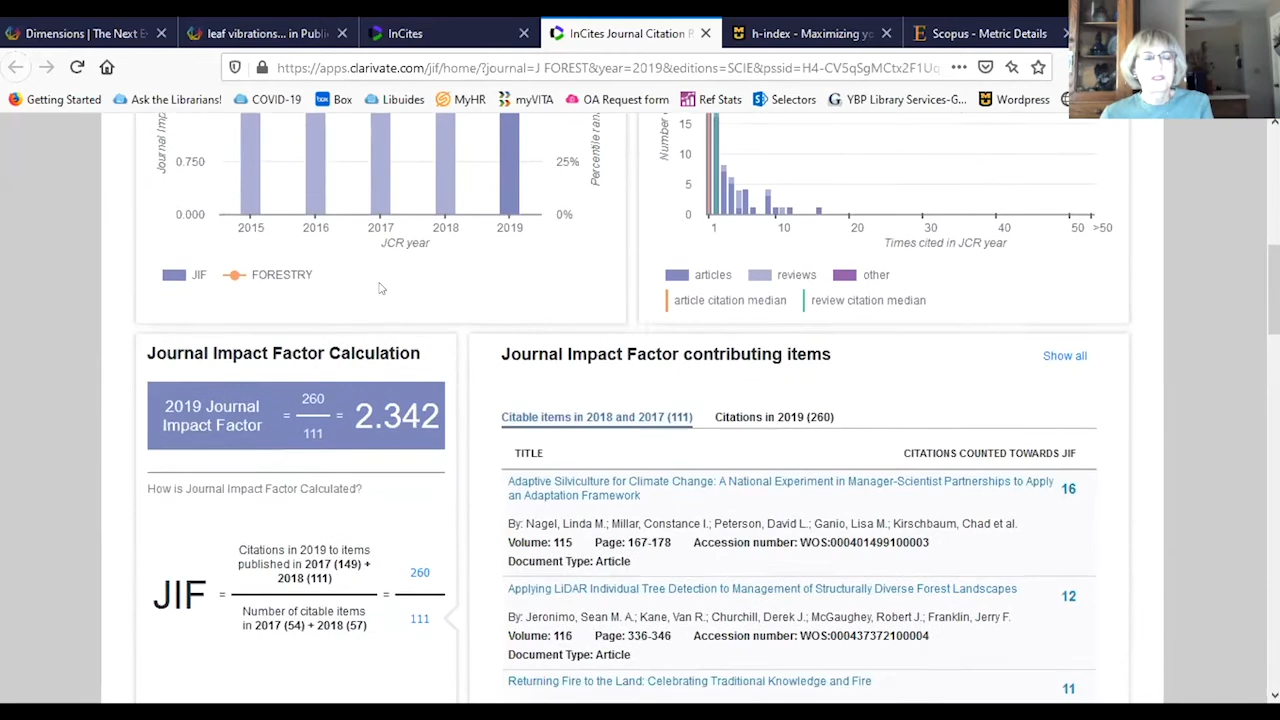 Dimensions | The Next E
leaf vibrations... in Publi
InCites
InCites Journal Citation R
h-index - Maximizing yo
Scopus - Metric Details
https://apps.clarivate.com/jif/home/?journal=J FOREST&year=2019&editions=SCIE&pssid=H4-CV5qSgMCtx2F1Uq
Getting Started
Ask the Librarians!
COVID-19
box Box
Libuides
MyHR
myVITA
OA Request form
Ref Stats
Selectors
YBP Library Services-G...
Wordpress
Journal Imp
0.750
0.000
25%
0%
Percentile ran
2015 2016 2017 2018 2019
JCR year
JIF FORESTRY
Number
15
10
5
0
1 10 20 30 40 50 >50
Times cited in JCR year
articles reviews other
article citation median review citation median
Journal Impact Factor Calculation
2019 Journal
Impact Factor
= 260
111
= 2.342
How is Journal Impact Factor Calculated?
JIF =
Citations in 2019 to items
published in 2017 (149) +
2018 (111)
Number of citable items
in 2017 (54) + 2018 (57)
= 260
111
Journal Impact Factor contributing items
Show all
Citable items in 2018 and 2017 (111)
Citations in 2019 (260)
TITLE CITATIONS COUNTED TOWARDS JIF
Adaptive Silviculture for Climate Change: A National Experiment in Manager-Scientist Partnerships to Apply
an Adaptation Framework
16
By: Nagel, Linda M.; Millar, Constance I.; Peterson, David L.; Ganio, Lisa M.; Kirschbaum, Chad et al.
Volume: 115 Page: 167-178 Accession number: WOS:000401499100003
Document Type: Article
Applying LiDAR Individual Tree Detection to Management of Structurally Diverse Forest Landscapes
12
By: Jeronimo, Sean M. A.; Kane, Van R.; Churchill, Derek J.; McGaughey, Robert J.; Franklin, Jerry F.
Volume: 116 Page: 336-346 Accession number: WOS:000437372100004
Document Type: Article
Returning Fire to the Land: Celebrating Traditional Knowledge and Fire
11